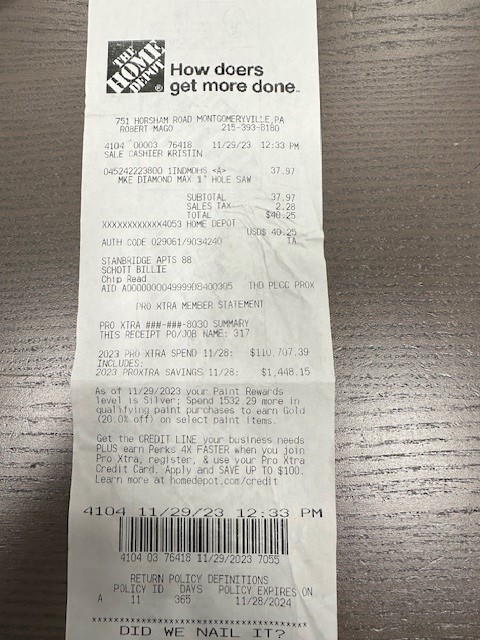 THE
HOME
DEPOT
®
How doers
get more done™
751 HORSHAM ROAD MONTGOMERYVILLE,PA
ROBERT MAGO 215-393-8180
4104 00003 76418 11/29/23 12:33 PM
SALE CASHIER KRISTIN
045242223800 1INDMDHS <A> 37.97
MKE DIAMOND MAX 1" HOLE SAW
SUBTOTAL 37.97
SALES TAX 2.28
TOTAL $40.25
XXXXXXXXXXXX4053 HOME DEPOT
USD$ 40.25
AUTH CODE 029061/9034240 TA
STANBRIDGE APTS 88
SCHOTT BILLIE
Chip Read
AID A0000000049999D8400305 THD PLCC PROX
PRO XTRA MEMBER STATEMENT
PRO XTRA ###-###-8030 SUMMARY
THIS RECEIPT PO/JOB NAME: 317
2023 PRO XTRA SPEND 11/28: $110,707.39
INCLUDES:
2023 PROXTRA SAVINGS 11/28: $1,448.15
As of 11/29/2023 your Paint Rewards
level is Silver; Spend 1532 29 more in
qualifying paint purchases to earn Gold
(20.0% off) on select paint items.
Get the CREDIT LINE your business needs
PLUS earn Perks 4X FASTER when you join
Pro Xtra, register, & use your Pro Xtra
Credit Card. Apply and SAVE UP TO $100.
Learn more at homedepot.com/credit
4104 11/29/23 12:33 PM
4104 03 76418 11/29/2023 7055
RETURN POLICY DEFINITIONS
POLICY ID DAYS POLICY EXPIRES ON
A 11 365 11/28/2024
DID WE NAIL IT?